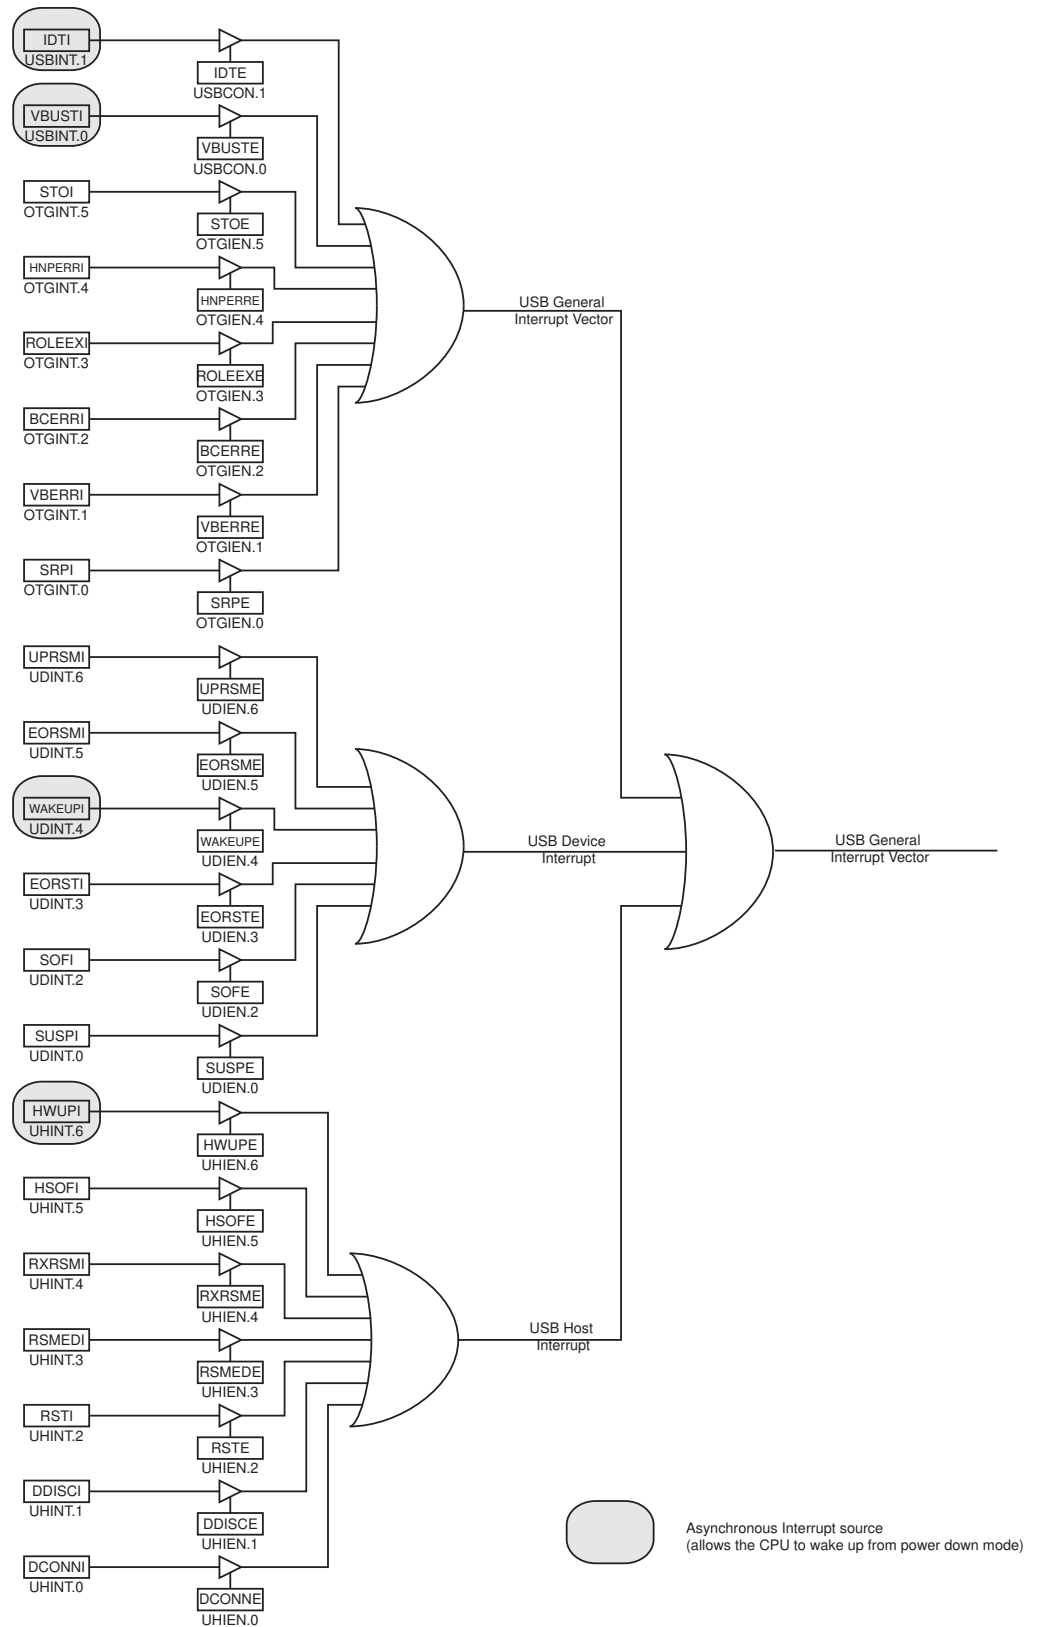 IDTI
USBINT.1
IDTE
USBCON.1
VBUSTI
USBINT.0
VBUSTE
USBCON.0
STOI
OTGINT.5
STOE
OTGIEN.5
HNPERRI
OTGINT.4
HNPERRE
OTGIEN.4
ROLEEXI
OTGINT.3
ROLEEXE
OTGIEN.3
BCERRI
OTGINT.2
BCERRE
OTGIEN.2
VBERRI
OTGINT.1
VBERRE
OTGIEN.1
SRPI
OTGINT.0
SRPE
OTGIEN.0
USB General
Interrupt Vector
UPRSMI
UDINT.6
UPRSME
UDIEN.6
EORSMI
UDINT.5
EORSME
UDIEN.5
WAKEUPI
UDINT.4
WAKEUPE
UDIEN.4
EORSTI
UDINT.3
EORSTE
UDIEN.3
SOFI
UDINT.2
SOFE
UDIEN.2
SUSPI
UDINT.0
SUSPE
UDIEN.0
USB Device
Interrupt
USB General
Interrupt Vector
HWUPI
UHINT.6
HWUPE
UHIEN.6
HSOFI
UHINT.5
HSOFE
UHIEN.5
RXRSMI
UHINT.4
RXRSME
UHIEN.4
RSMEDI
UHINT.3
RSMEDE
UHIEN.3
RSTI
UHINT.2
RSTE
UHIEN.2
DDISCI
UHINT.1
DDISCE
UHIEN.1
DCONNI
UHINT.0
DCONNE
UHIEN.0
USB Host
Interrupt
Asynchronous Interrupt source
(allows the CPU to wake up from power down mode)